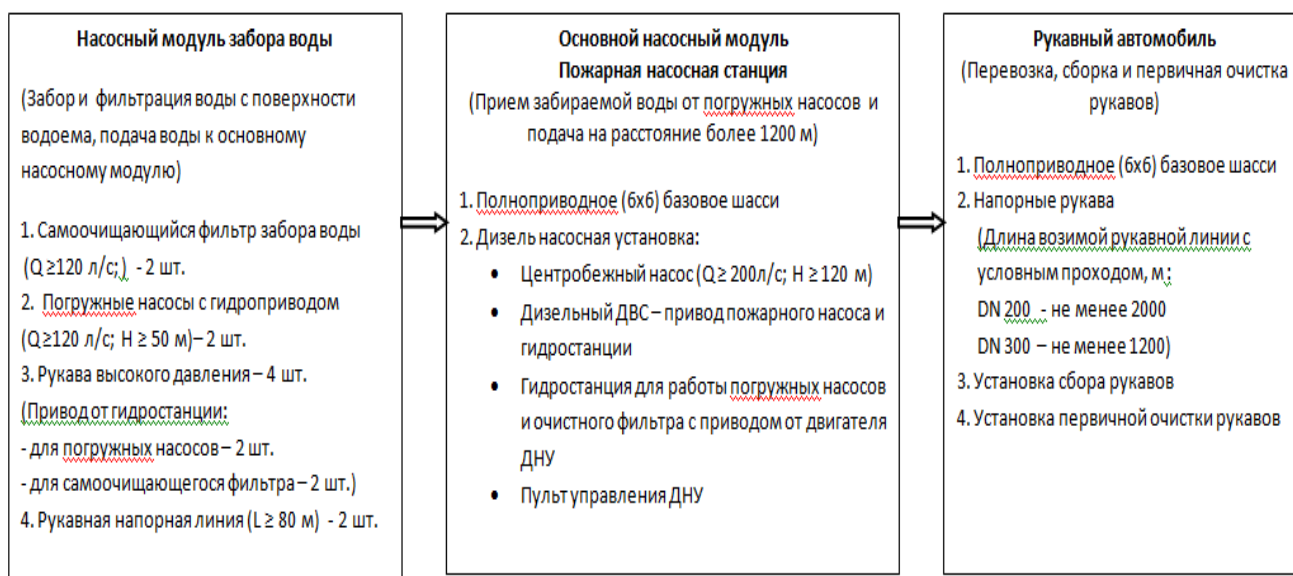 Насосный модуль забора воды
(Забор и фильтрация воды с поверхности
водоема, подача воды к основному
насосному модулю)
1. Самоочищающийся фильтр забора воды
(Q ≥120 л/с; ) - 2 шт.
2. Погружные насосы с гидроприводом
(Q≥120 л/с; H ≥ 50 м)– 2 шт.
3. Рукава высокого давления – 4 шт.
(Привод от гидростанции:
- для погружных насосов – 2 шт.
- для самоочищающегося фильтра – 2 шт.)
4. Рукавная напорная линия (L ≥ 80 м) - 2 шт.
Основной насосный модуль
Пожарная насосная станция
(Прием забираемой воды от погружных насосов и
подача на расстояние более 1200 м)
1. Полноприводное (6х6) базовое шасси
2. Дизель насосная установка:
• Центробежный насос (Q ≥ 200л/с; H ≥ 120 м)
• Дизельный ДВС – привод пожарного насоса и
гидростанции
• Гидростанция для работы погружных насосов
и очистного фильтра с приводом от двигателя
ДНУ
• Пульт управления ДНУ
Рукавный автомобиль
(Перевозка, сборка и первичная очистка
рукавов)
1. Полноприводное (6х6) базовое шасси
2. Напорные рукава
(Длина возимой рукавной линии с
условным проходом, м:
DN 200 - не менее 2000
DN 300 – не менее 1200)
3. Установка сбора рукавов
4. Установка первичной очистки рукавов